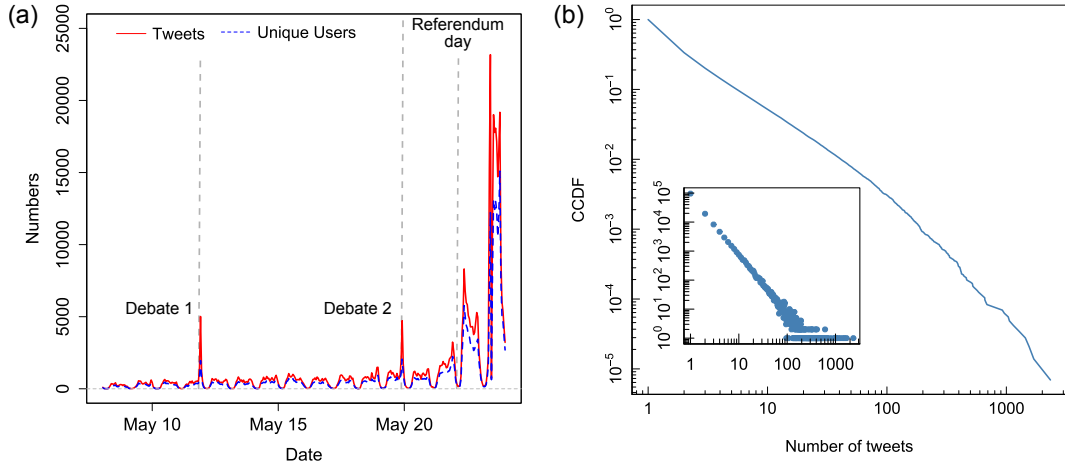 (a)
Tweets
Unique Users
Referendum
day
Debate 1
Debate 2
Numbers
0
5000
10000
15000
20000
25000
May 10
May 15
May 20
Date
(b)
CCDF
10^0
10^−1
10^−2
10^−3
10^−4
10^−5
1
10
100
1000
Number of tweets
10^5
10^4
10^3
10^2
10^1
10^0
1
10
100
1000